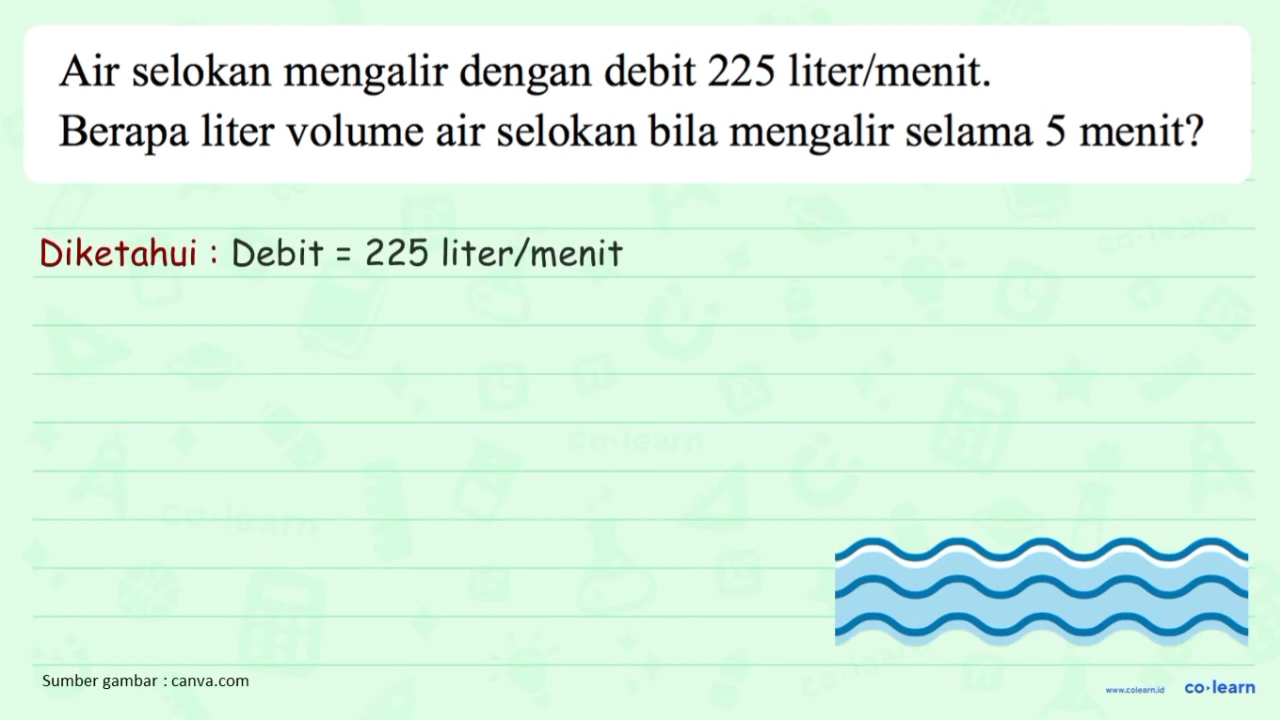 Air selokan mengalir dengan debit 225 liter/menit.
Berapa liter volume air selokan bila mengalir selama 5 menit?
Diketahui : Debit = 225 liter/menit
Sumber gambar : canva.com
www.colearn.id co·learn